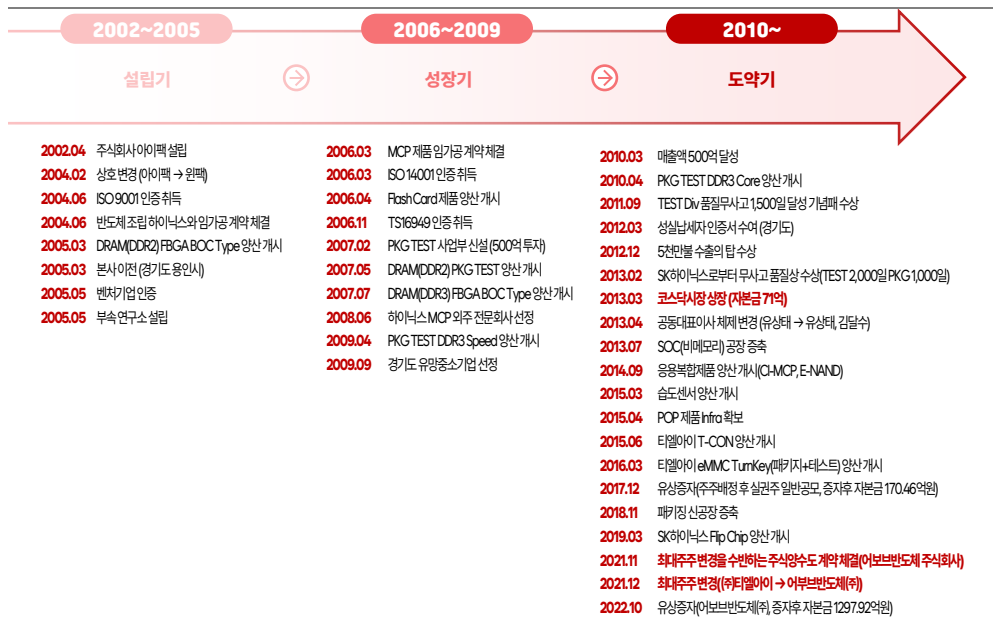 2002~2005
설립기
2002.04 주식회사 아이팩 설립
2004.02 상호 변경 (아이팩 → 윈팩)
2004.06 ISO 9001 인증 취득
2004.06 반도체 조립 하이닉스와 임가공 계약 체결
2005.03 DRAM(DDR2) FBGA BOC Type 양산 개시
2005.03 본사 이전 (경기도 용인시)
2005.05 벤처기업 인증
2005.05 부속 연구소 설립
2006~2009
성장기
2006.03 MCP 제품 임가공 계약 체결
2006.03 ISO 14001 인증 취득
2006.04 Flash Card 제품 양산 개시
2006.11 TS16949 인증 취득
2007.02 PKG TEST 사업부 신설 (500억 투자)
2007.05 DRAM(DDR2) PKG TEST 양산 개시
2007.07 DRAM(DDR3) FBGA BOC Type 양산 개시
2008.06 하이닉스 MCP 외주 전문회사 선정
2009.04 PKG TEST DDR3 Speed 양산 개시
2009.09 경기도 유망중소기업 선정
2010~
도약기
2010.03 매출액 500억 달성
2010.04 PKG TEST DDR3 Core 양산 개시
2011.09 TEST Div 품질무사고 1,500일 달성 기념패 수상
2012.03 성실납세자 인증서 수여 (경기도)
2012.12 5천만불 수출의 탑 수상
2013.02 SK하이닉스로부터 무사고 품질상 수상(TEST 2,000일 PKG 1,000일)
2013.03 코스닥시장 상장 (자본금 71억)
2013.04 공동대표이사 체제 변경 (유상태 → 유상태, 김달수)
2013.07 SOC(비메모리) 공장 증축
2014.09 응용복합제품 양산 개시(CI-MCP, E-NAND)
2015.03 습도센서 양산 개시
2015.04 POP 제품 Infra 확보
2015.06 티엘아이 T-CON 양산 개시
2016.03 티엘아이 eMMC TurnKey(패키지+테스트) 양산 개시
2017.12 유상증자(주주배정 후 실권주 일반공모, 증자후 자본금 170.46억원)
2018.11 패키징 신공장 증축
2019.03 SK하이닉스 Flip Chip 양산 개시
2021.11 최대주주 변경을 수반하는 주식양수도 계약 체결(어보브반도체 주식회사)
2021.12 최대주주 변경((주)티엘아이 → 어부브반도체(주))
2022.10 유상증자(어보브반도체(주), 증자후 자본금 1297.92억원)